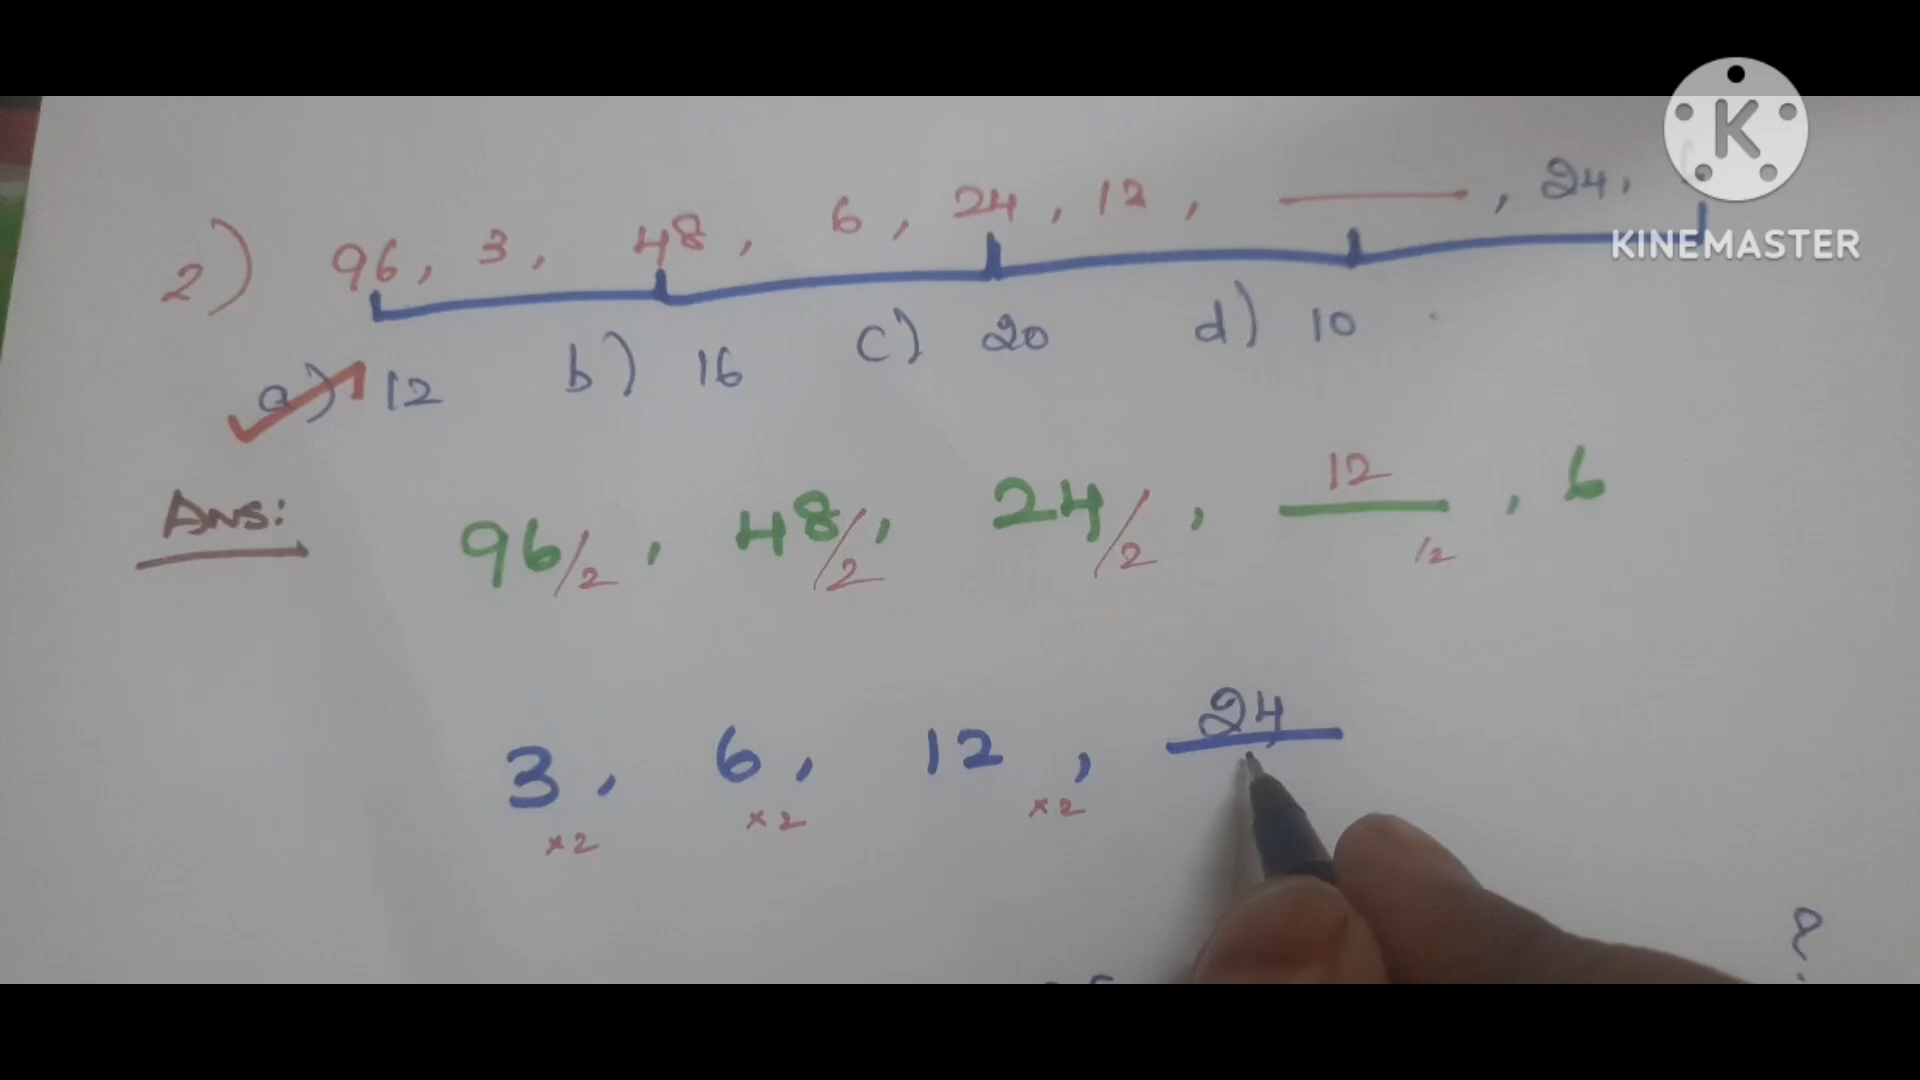 K
KINEMASTER
2) 96, 3, 48, 6, 24, 12, ____, 24,
a) 12 b) 16 c) 20 d) 10
Ans: 96/2, 48/2, 24/2, 12/2, 6
3, 6, 12, 24
×2 ×2 ×2
?